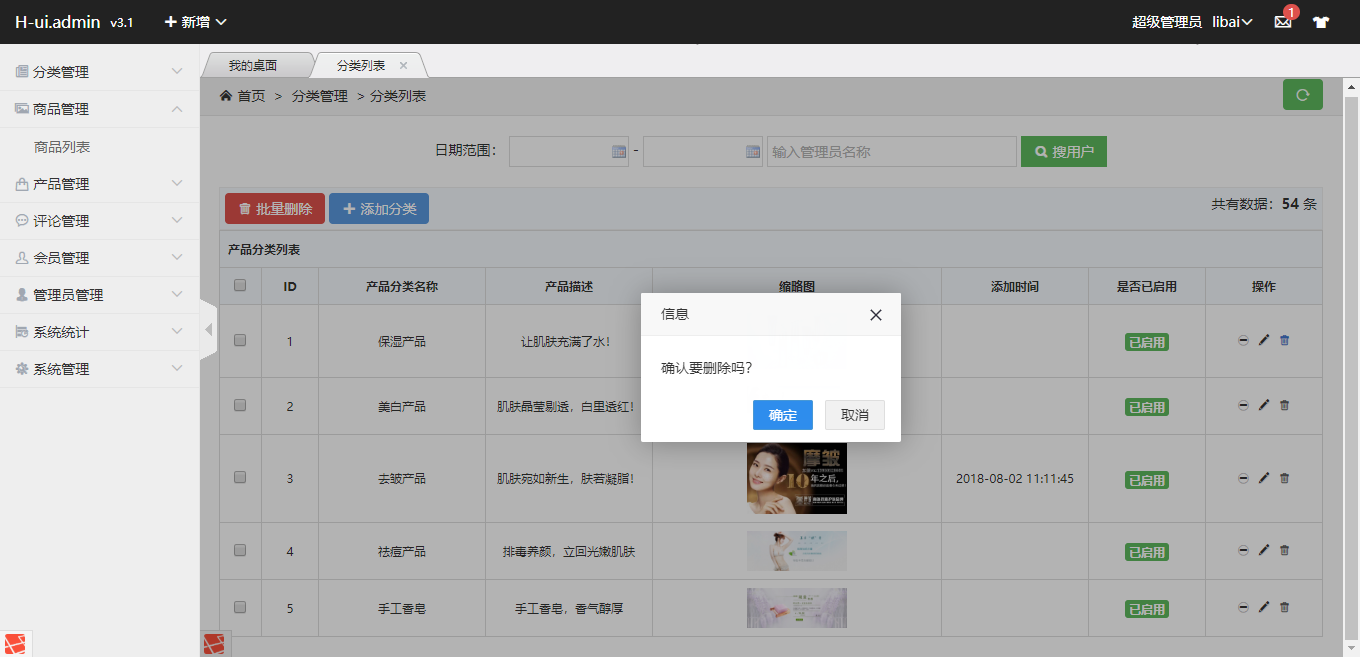 H-ui.admin v3.1 新增 超级管理员 libai 1
我的桌面 分类列表
分类管理
商品管理
商品列表
产品管理
评论管理
会员管理
管理员管理
系统统计
系统管理
首页 > 分类管理 > 分类列表
日期范围： - 输入管理员名称 搜用户
批量删除 添加分类 共有数据：54 条
产品分类列表
ID 产品分类名称 产品描述 缩略图 添加时间 是否已启用 操作
1 保湿产品 让肌肤充满了水！ 已启用
2 美白产品 肌肤晶莹剔透，白里透红！ 已启用
3 去皱产品 肌肤宛如新生，肤若凝脂！ 2018-08-02 11:11:45 已启用
4 祛痘产品 排毒养颜，立回光嫩肌肤 已启用
5 手工香皂 手工香皂，香气醇厚 已启用
信息
确认要删除吗？
确定 取消
摩皱
10年之后，